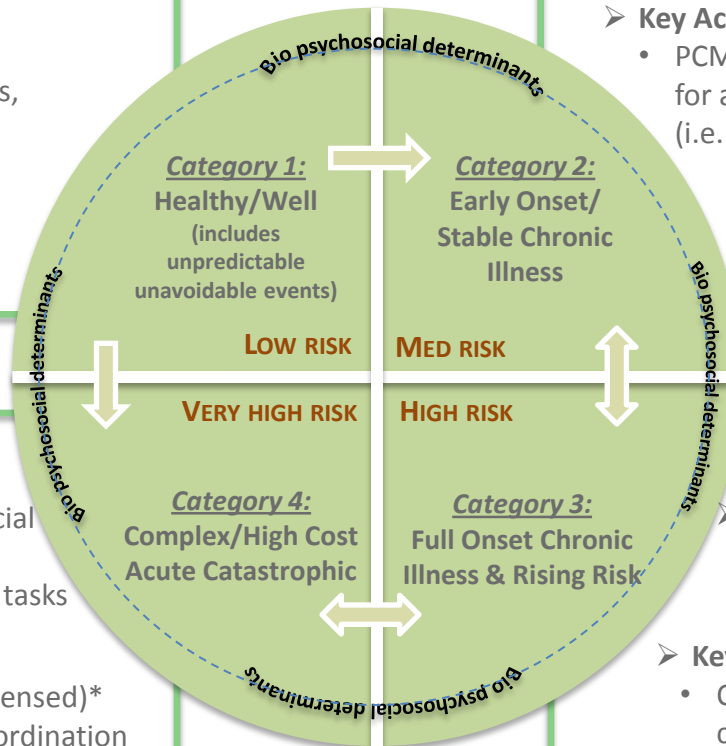 Bio psychosocial determinants
➢ Key Ac
• PCM
for a
(i.e.
s,
Category 1:
Healthy/Well
(includes
unpredictable
unavoidable events)
Category 2:
Early Onset/
Stable Chronic
Illness
Bio psychosocial determinants
Bio psychosocial determinants
LOW RISK
MED RISK
VERY HIGH RISK
HIGH RISK
Category 4:
Complex/High Cost
Acute Catastrophic
Category 3:
Full Onset Chronic
Illness & Rising Risk
cial
tasks
ensed)*
ordination
➢
➢ Key
•
Bio psychosocial determinants